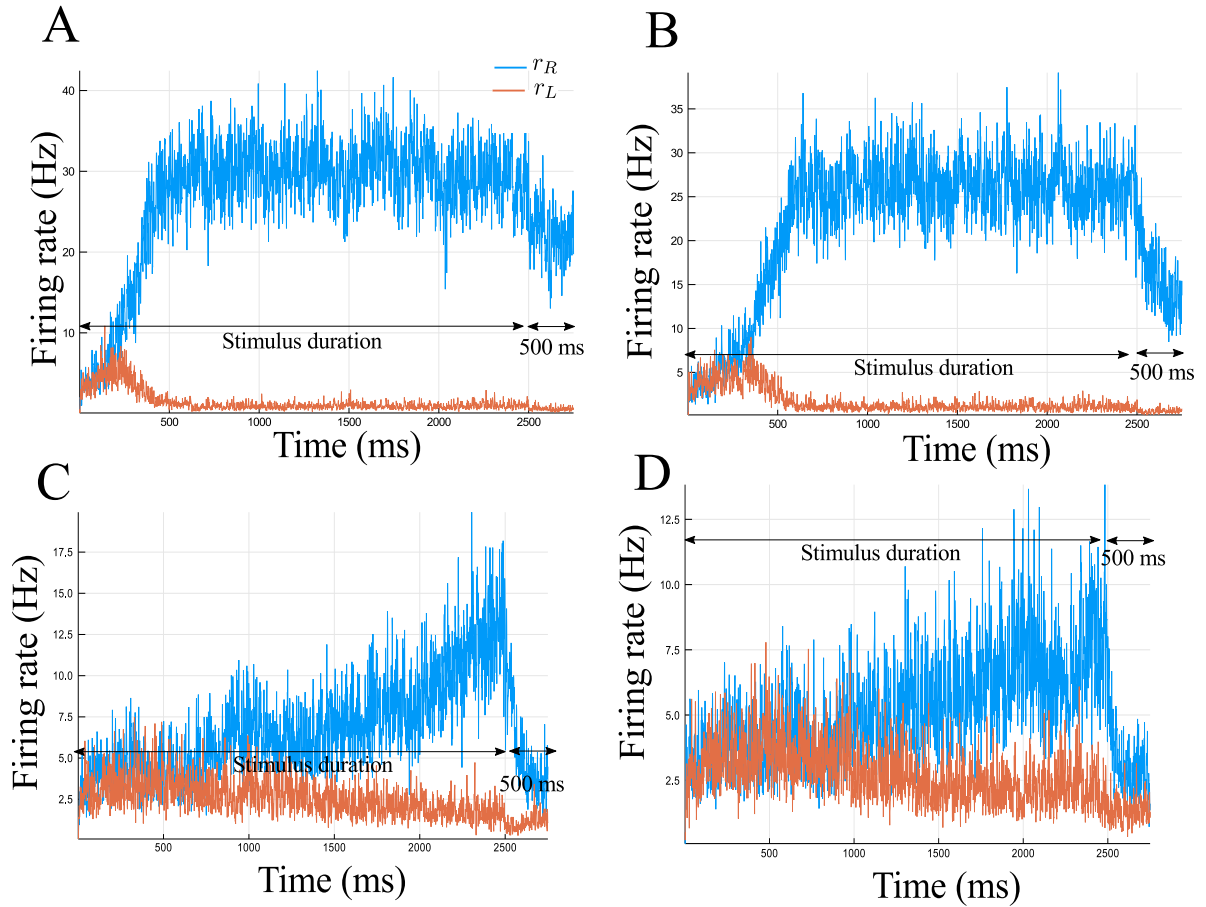 A
r_R
r_L
Firing rate (Hz)
40
30
20
10
Stimulus duration
500 ms
500
1000
1500
2000
2500
Time (ms)
B
Firing rate (Hz)
35
30
25
20
15
10
5
Stimulus duration
500 ms
500
1000
1500
2000
2500
Time (ms)
C
Firing rate (Hz)
17.5
15.0
12.5
10.0
7.5
5.0
2.5
Stimulus duration
500 ms
500
1000
1500
2000
2500
Time (ms)
D
Firing rate (Hz)
12.5
10.0
7.5
5.0
2.5
Stimulus duration
500 ms
500
1000
1500
2000
2500
Time (ms)